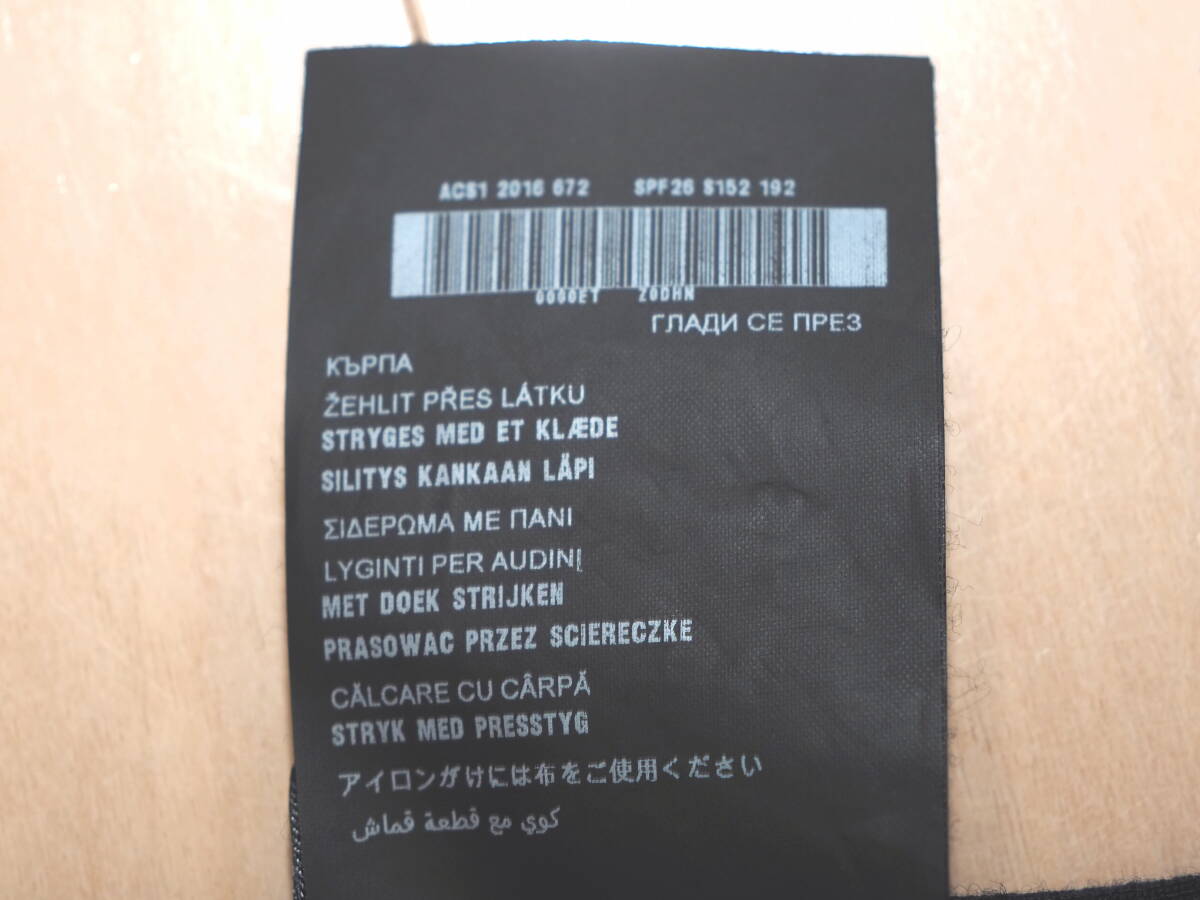 ACS1 2016 672 SPF26 S152 192
0000ET Z0DHN
ГЛАДИ СЕ ПРЕЗ
КЪРПА
ŽEHLIT PŘES LÁTKU
STRYGES MED ET KLÆDE
SILITYS KANKAAN LÄPI
ΣΙΔΕΡΩΜΑ ΜΕ ΠΑΝΙ
LYGINTI PER AUDINĮ
MET DOEK STRIJKEN
PRASOWAC PRZEZ SCIERECZKE
CĂLCARE CU CÂRPĂ
STRYK MED PRESSTYG
アイロンがけには布をご使用ください
كوي مع قطعة قماش